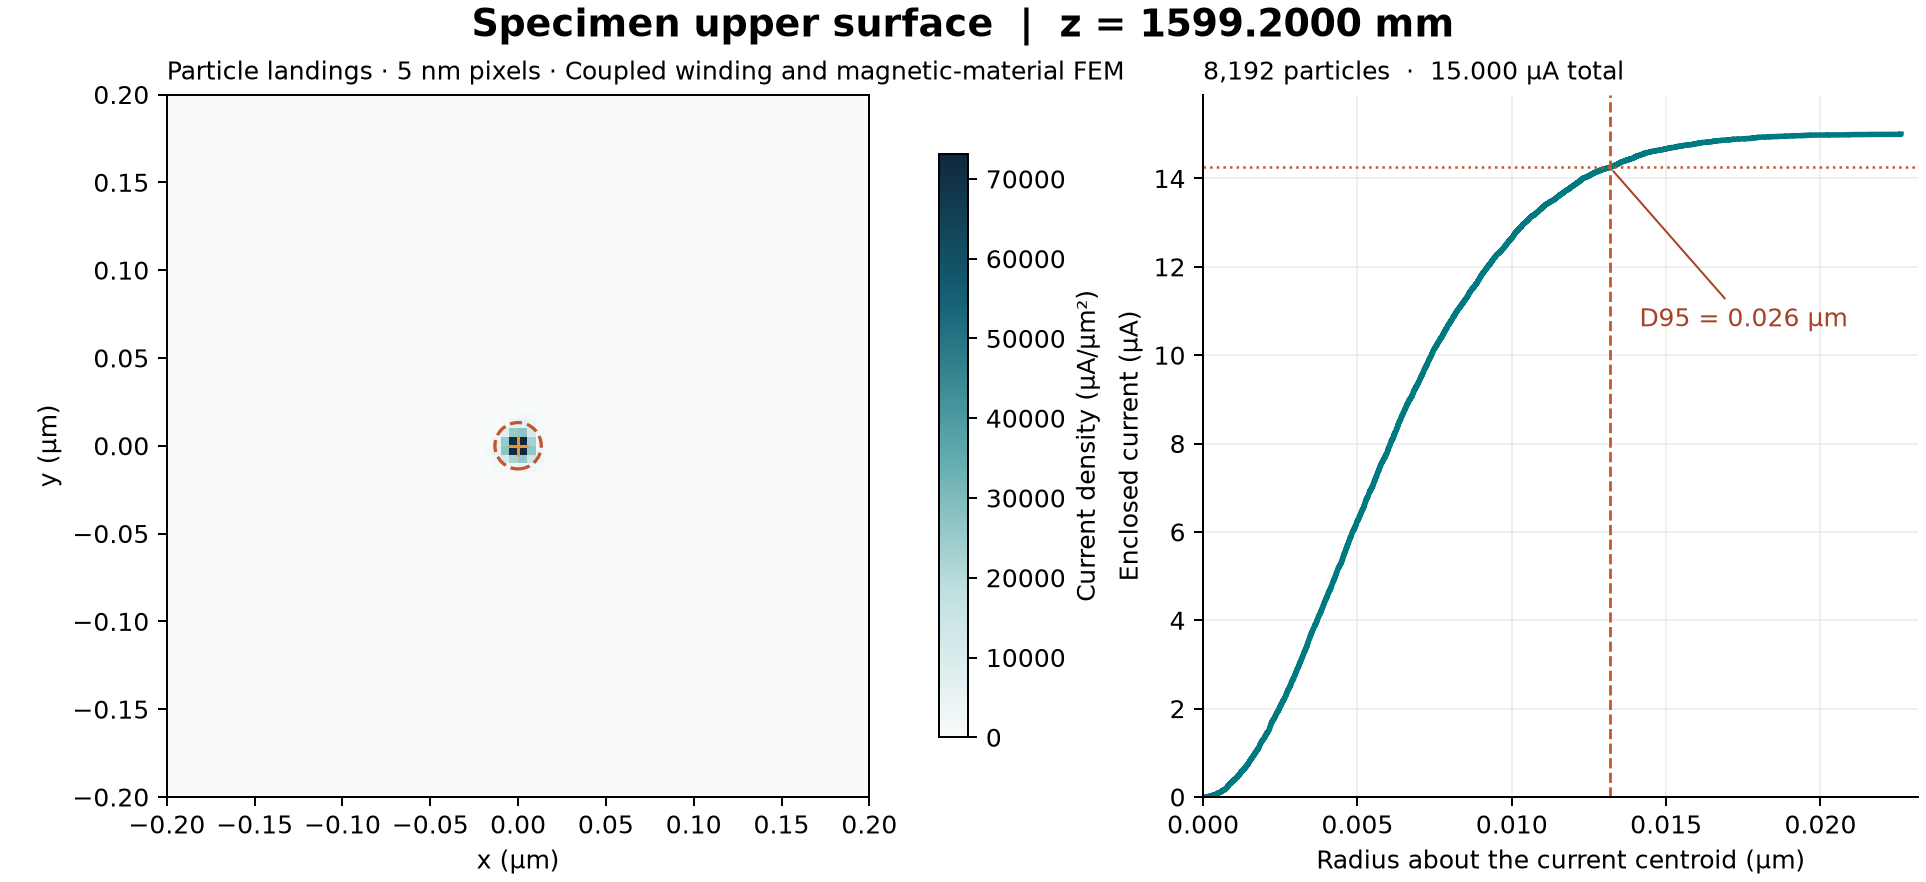 Specimen upper surface | z = 1599.2000 mm
Particle landings · 5 nm pixels · Coupled winding and magnetic-material FEM
8,192 particles · 15.000 µA total
0.20
0.15
0.10
0.05
0.00
−0.05
−0.10
−0.15
−0.20
y (µm)
−0.20 −0.15 −0.10 −0.05 0.00 0.05 0.10 0.15 0.20
x (µm)
70000
60000
50000
40000
30000
20000
10000
0
Current density (µA/µm²)
Enclosed current (µA)
14
12
10
8
6
4
2
0
D95 = 0.026 µm
0.000 0.005 0.010 0.015 0.020
Radius about the current centroid (µm)